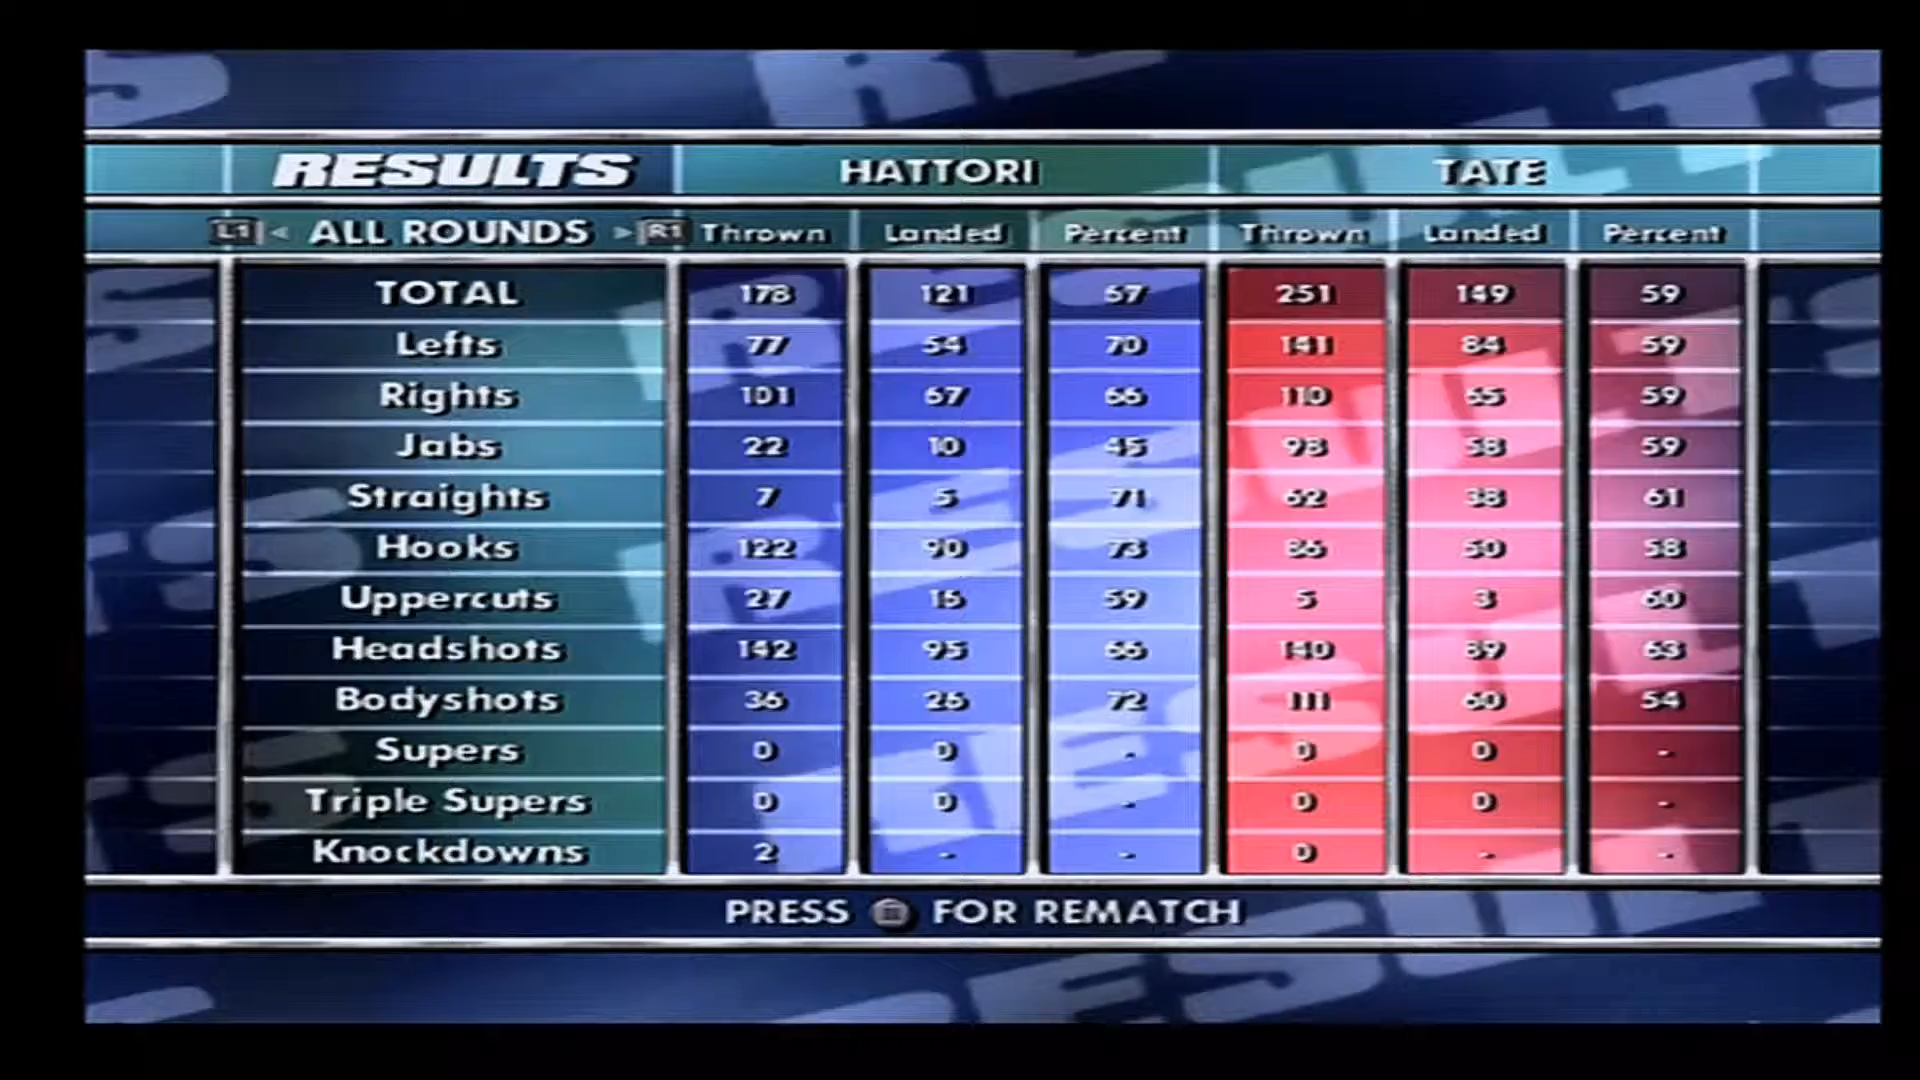 RESULTS HATTORI TATE
L1 < ALL ROUNDS > R1 Thrown Landed Percent Thrown Landed Percent
TOTAL 178 121 67 251 149 59
Lefts 77 54 70 141 84 59
Rights 101 67 66 110 65 59
Jabs 22 10 45 98 58 59
Straights 7 5 71 62 38 61
Hooks 122 90 73 86 50 58
Uppercuts 27 16 59 5 3 60
Headshots 142 95 66 140 89 63
Bodyshots 36 26 72 111 60 54
Supers 0 0 - 0 0 -
Triple Supers 0 0 - 0 0 -
Knockdowns 2 - - 0 - -
PRESS FOR REMATCH